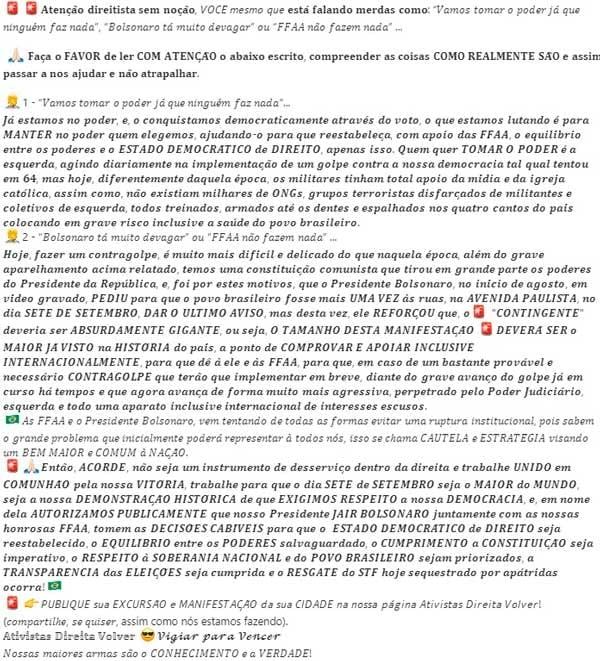 🚨 🚨 Atenção direitista sem noção, VOCÊ mesmo que está falando merdas como: “Vamos tomar o poder já que
ninguém faz nada”, “Bolsonaro tá muito devagar” ou “FFAA não fazem nada” ...
🙏🏻 Faça o FAVOR de ler COM ATENÇÃO o abaixo escrito, compreender as coisas COMO REALMENTE SÃO e assim
passar a nos ajudar e não atrapalhar.
🤦 1 - “Vamos tomar o poder já que ninguém faz nada”...
Já estamos no poder, e, o conquistamos democraticamente através do voto, o que estamos lutando é para
MANTER no poder quem elegemos, ajudando-o para que reestabeleça, com apoio das FFAA, o equilíbrio
entre os poderes e o ESTADO DEMOCRÁTICO de DIREITO, apenas isso. Quem quer TOMAR O PODER é a
esquerda, agindo diariamente na implementação de um golpe contra a nossa democracia tal qual tentou
em 64, mas hoje, diferentemente daquela época, os militares tinham total apoio da mídia e da igreja
católica, assim como, não existiam milhares de ONGs, grupos terroristas disfarçados de militantes e
coletivos de esquerda, todos treinados, armados até os dentes e espalhados nos quatro cantos do país
colocando em grave risco inclusive a saúde do povo brasileiro.
🤦 2 - “Bolsonaro tá muito devagar” ou “FFAA não fazem nada” ...
Hoje, fazer um contragolpe, é muito mais difícil e delicado do que naquela época, além do grave
aparelhamento acima relatado, temos uma constituição comunista que tirou em grande parte os poderes
do Presidente da República, e, foi por estes motivos, que o Presidente Bolsonaro, no início de agosto, em
vídeo gravado, PEDIU para que o povo brasileiro fosse mais UMA VEZ às ruas, na AVENIDA PAULISTA, no
dia SETE DE SETEMBRO, DAR O ÚLTIMO AVISO, mas desta vez, ele REFORÇOU que, o 🚨 “CONTINGENTE”
deveria ser ABSURDAMENTE GIGANTE, ou seja, O TAMANHO DESTA MANIFESTAÇÃO 🚨 DEVERÁ SER o
MAIOR JÁ VISTO na HISTÓRIA do país, a ponto de COMPROVAR E APOIAR INCLUSIVE
INTERNACIONALMENTE, para que dê à ele e às FFAA, para que, em caso de um bastante provável e
necessário CONTRAGOLPE que terão que implementar em breve, diante do grave avanço do golpe já em
curso há tempos e que agora avança de forma muito mais agressiva, perpetrado pelo Poder Judiciário,
esquerda e todo uma aparato inclusive internacional de interesses escusos.
🇧🇷 As FFAA e o Presidente Bolsonaro, vem tentando de todas as formas evitar uma ruptura institucional, pois sabem
o grande problema que inicialmente poderá representar à todos nós, isso se chama CAUTELA e ESTRATÉGIA visando
um BEM MAIOR e COMUM à NAÇÃO.
🚨 🙏🏻 Então, ACORDE, não seja um instrumento de desserviço dentro da direita e trabalhe UNIDO em
COMUNHÃO pela nossa VITÓRIA, trabalhe para que o dia SETE de SETEMBRO seja o MAIOR do MUNDO,
seja a nossa DEMONSTRAÇÃO HISTÓRICA de que EXIGIMOS RESPEITO a nossa DEMOCRACIA, e, em nome
dela AUTORIZAMOS PUBLICAMENTE que nosso Presidente JAIR BOLSONARO juntamente com as nossas
honrosas FFAA, tomem as DECISÕES CABÍVEIS para que o ESTADO DEMOCRÁTICO de DIREITO seja
reestabelecido, o EQUILÍBRIO entre os PODERES salvaguardado, o CUMPRIMENTO a CONSTITUIÇÃO seja
imperativo, o RESPEITO à SOBERANIA NACIONAL e do POVO BRASILEIRO sejam priorizados, a
TRANSPARÊNCIA das ELEIÇÕES seja cumprida e o RESGATE do STF hoje sequestrado por apátridas
ocorra! 🇧🇷
🚨 👉 PUBLIQUE sua EXCURSÃO e MANIFESTAÇÃO da sua CIDADE na nossa página Ativistas Direita Volver!
(compartilhe, se quiser, assim como nós estamos fazendo).
Ativistas Direita Volver 😎 Vigiar para Vencer
Nossas maiores armas são o CONHECIMENTO e a VERDADE!